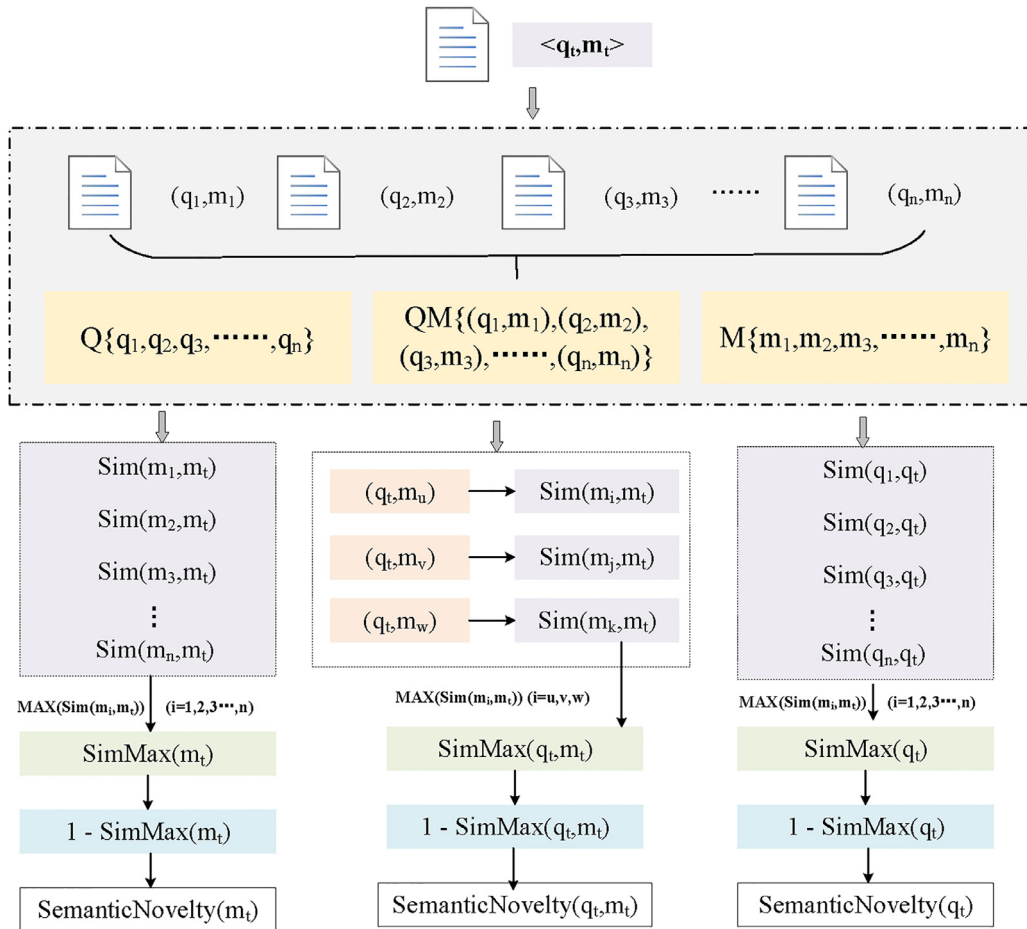 <qt,mt>
(q1,m1)
(q2,m2)
(q3,m3)
······
(qn,mn)
Q{q1,q2,q3,······,qn}
QM{(q1,m1),(q2,m2),
(q3,m3),······,(qn,mn)}
M{m1,m2,m3,······,mn}
Sim(m1,mt)
Sim(m2,mt)
Sim(m3,mt)
⋮
Sim(mn,mt)
MAX(Sim(mi,mt)) (i=1,2,3···,n)
SimMax(mt)
1 - SimMax(mt)
SemanticNovelty(mt)
(qt,mu)
Sim(mi,mt)
(qt,mv)
Sim(mj,mt)
(qt,mw)
Sim(mk,mt)
MAX(Sim(mi,mt)) (i=u,v,w)
SimMax(qt,mt)
1 - SimMax(qt,mt)
SemanticNovelty(qt,mt)
Sim(q1,qt)
Sim(q2,qt)
Sim(q3,qt)
⋮
Sim(qn,qt)
MAX(Sim(mi,mt)) (i=1,2,3···,n)
SimMax(qt)
1 - SimMax(qt)
SemanticNovelty(qt)